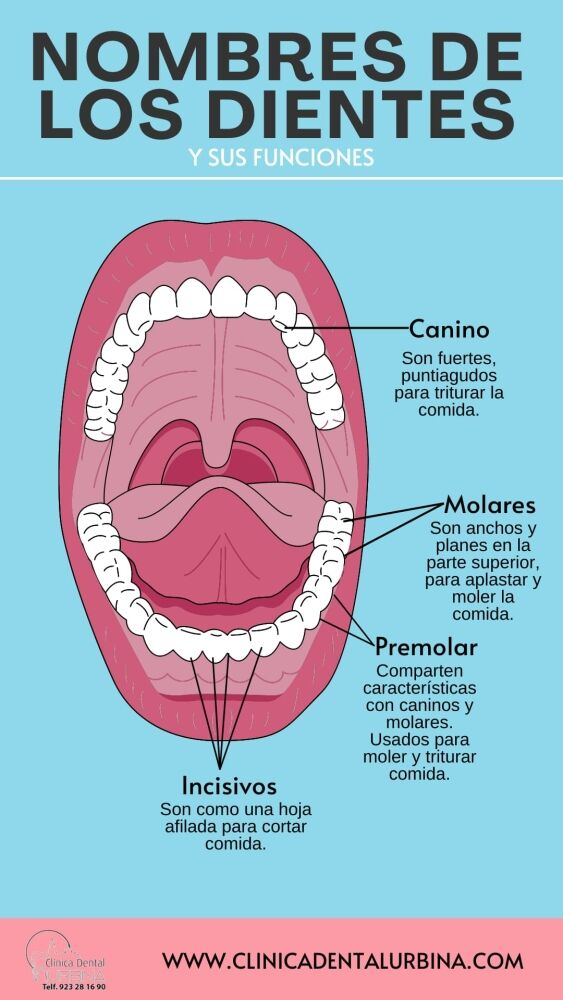 NOMBRES DE
LOS DIENTES
Y SUS FUNCIONES
Canino
Son fuertes,
puntiagudos
para triturar la
comida.
Molares
Son anchos y
planes en la
parte superior,
para aplastar y
moler la
comida.
Premolar
Comparten
características
con caninos y
molares.
Usados para
moler y triturar
comida.
Incisivos
Son como una hoja
afilada para cortar
comida.
Clínica Dental
URBINA
Telf. 923 28 16 90
WWW.CLINICADENTALURBINA.COM